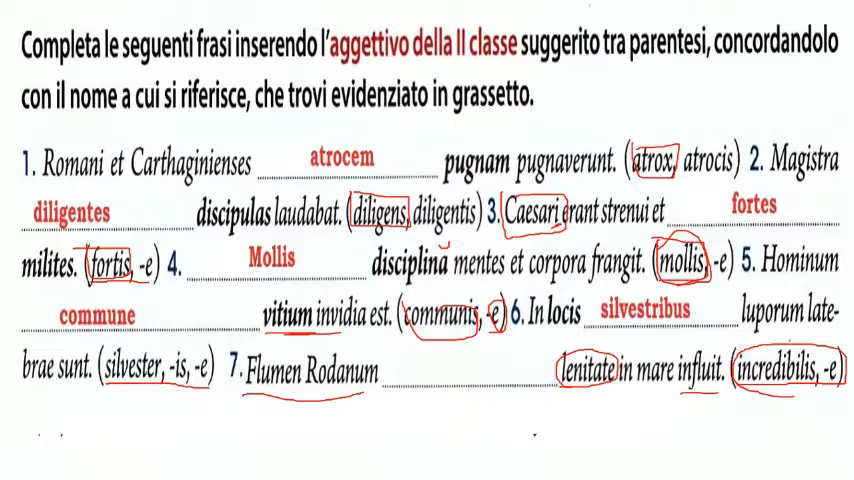 Completa le seguenti frasi inserendo l'aggettivo della II classe suggerito tra parentesi, concordandolo
con il nome a cui si riferisce, che trovi evidenziato in grassetto.
1. Romani et Carthaginienses atrocem pugnam pugnaverunt. (atrox, atrocis) 2. Magistra
diligentes discipulas laudabat. (diligens, diligentis) 3. Caesari erant strenui et fortes
milites. (fortis, -e) 4. Mollis disciplină mentes et corpora frangit. (mollis, -e) 5. Hominum
commune vitium invidia est. (communis, -e) 6. In locis silvestribus luporum late-
brae sunt. (silvester, -is, -e) 7. Flumen Rodanum lenitate in mare influit. (incredibilis, -e)